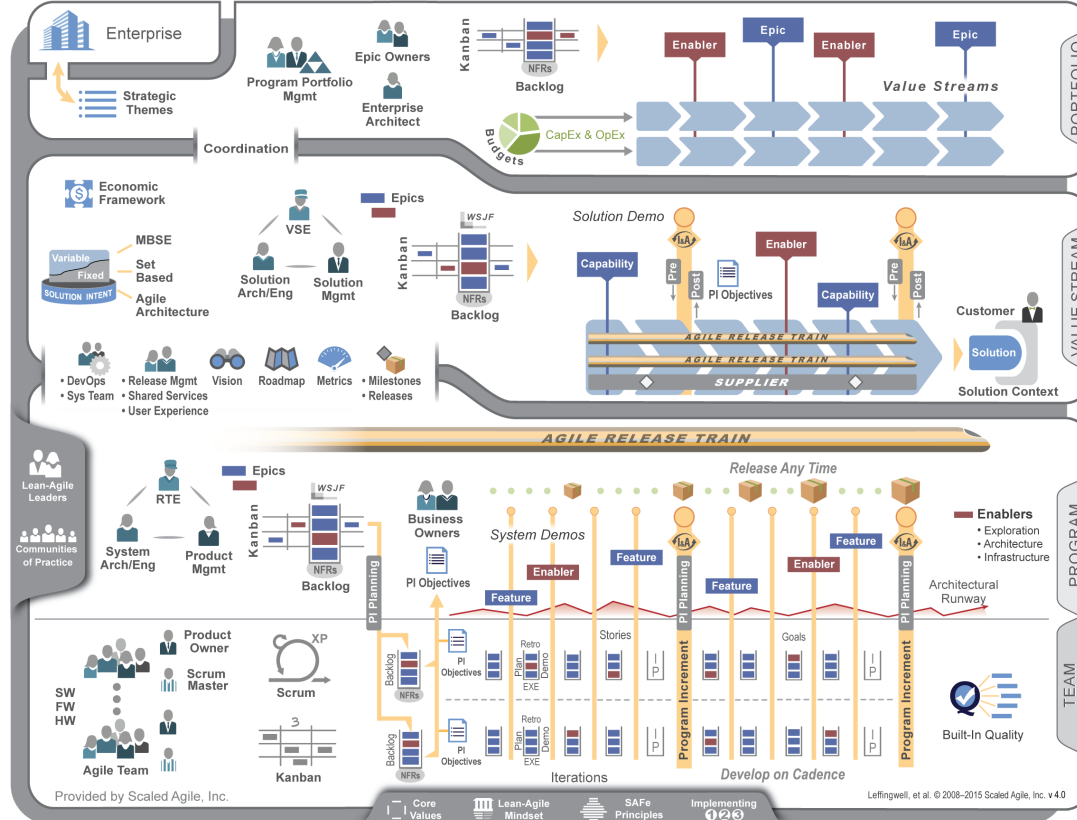 Enterprise
Strategic
Themes
Program Portfolio
Mgmt
Epic Owners
Enterprise
Architect
Kanban
NFRs
Backlog
Enabler
Epic
Enabler
Epic
Value Streams
Budgets
CapEx & OpEx
PORTFOLIO
Coordination
Economic
Framework
Variable
Fixed
SOLUTION INTENT
MBSE
Set
Based
Agile
Architecture
VSE
Solution
Arch/Eng
Solution
Mgmt
Epics
Kanban
WSJF
NFRs
Backlog
Solution Demo
I&A
I&A
Capability
Pre
Post
PI Objectives
Enabler
Capability
Pre
Post
AGILE RELEASE TRAIN
AGILE RELEASE TRAIN
SUPPLIER
Customer
Solution
Solution Context
VALUE STREAM
• DevOps
• Sys Team
• Release Mgmt
• Shared Services
• User Experience
Vision
Roadmap
Metrics
• Milestones
• Releases
AGILE RELEASE TRAIN
Lean-Agile
Leaders
Communities
of Practice
RTE
System
Arch/Eng
Product
Mgmt
Epics
Kanban
WSJF
NFRs
Backlog
Business
Owners
PI Objectives
PI Planning
Release Any Time
System Demos
Feature
Enabler
Feature
I&A
PI Planning
Feature
Enabler
Feature
I&A
PI Planning
Enablers
• Exploration
• Architecture
• Infrastructure
Architectural
Runway
PROGRAM
SW
FW
HW
Product
Owner
Scrum
Master
Agile Team
XP
Scrum
3
Kanban
Backlog
NFRs
PI
Objectives
Plan
Retro
Demo
EXE
Stories
I
P
Goals
I
P
Backlog
NFRs
PI
Objectives
Plan
Retro
Demo
EXE
I
P
I
P
Program Increment
Program Increment
Iterations
Develop on Cadence
Built-In Quality
TEAM
Provided by Scaled Agile, Inc.
Leffingwell, et al. © 2008–2015 Scaled Agile, Inc. v 4.0
Core
Values
Lean-Agile
Mindset
SAFe
Principles
Implementing
1 2 3